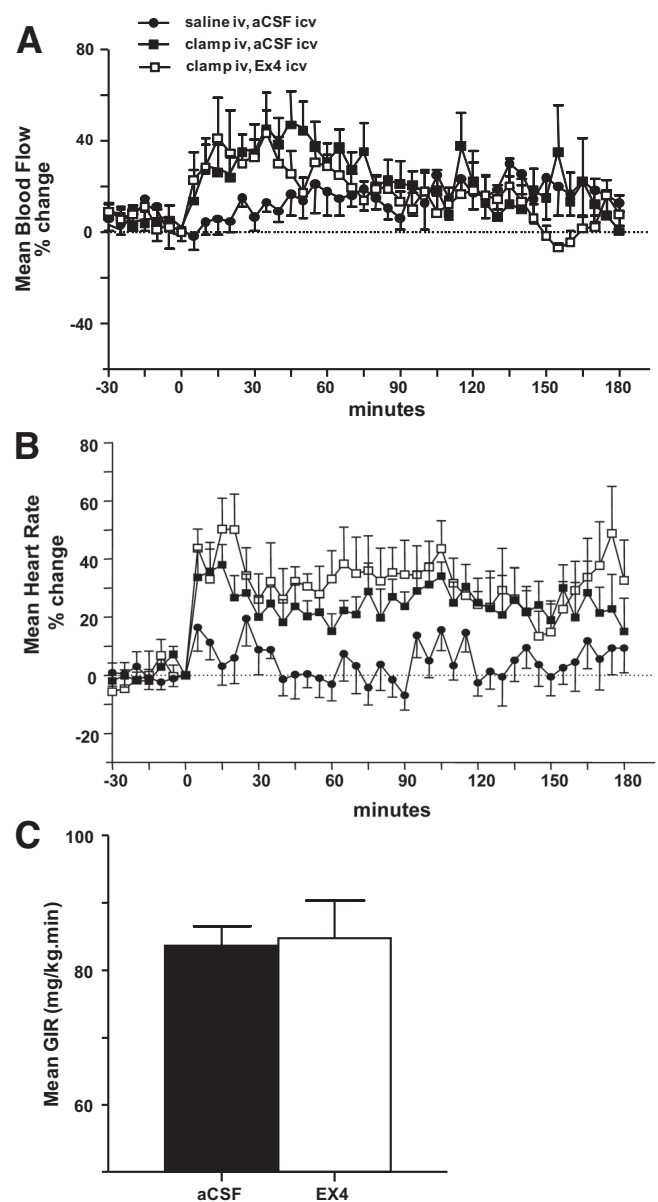 A
saline iv, aCSF icv
clamp iv, aCSF icv
clamp iv, Ex4 icv
80
40
0
-40
Mean Blood Flow
% change
-30 0 30 60 90 120 150 180
minutes
B
80
60
40
20
0
-20
Mean Heart Rate
% change
-30 0 30 60 90 120 150 180
minutes
C
100
80
60
Mean GIR (mg/kg.min)
aCSF EX4